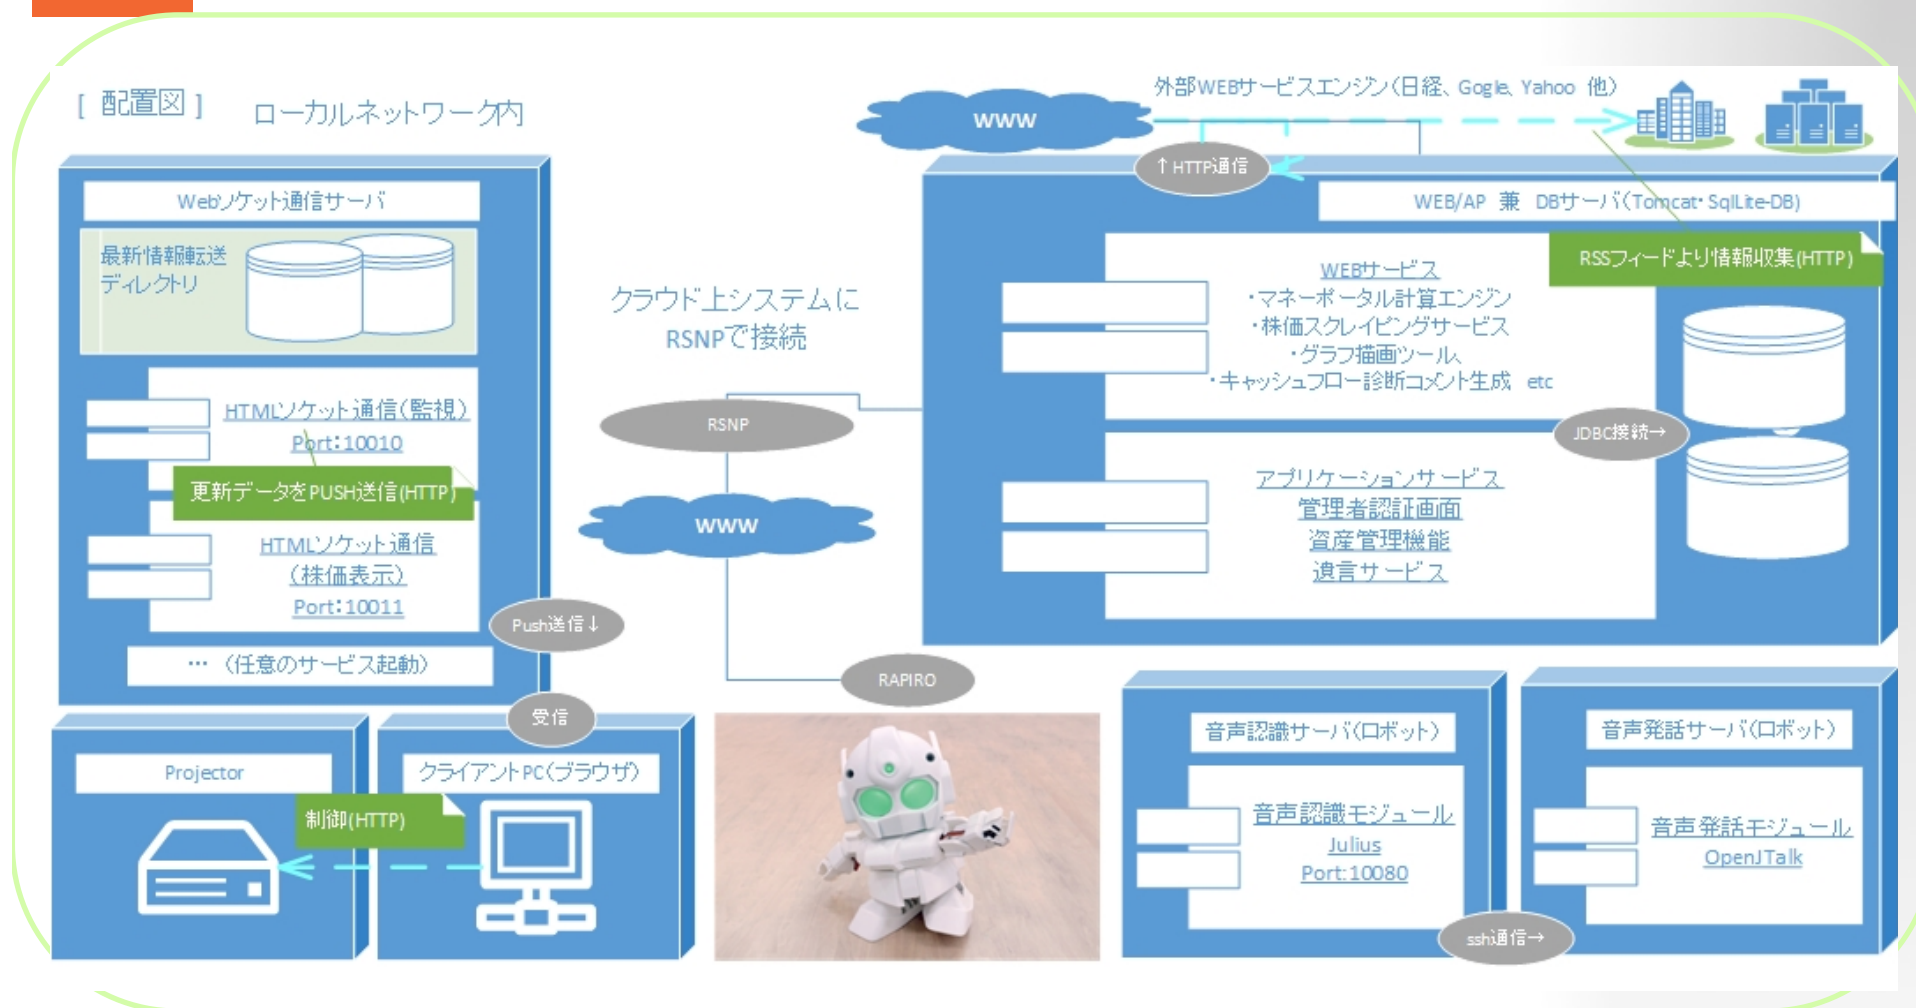 [ 配置図 ]
ローカルネットワーク内
Webソケット通信サーバ
最新情報転送
ディレクトリ
HTMLソケット通信(監視)
Port:10010
更新データをPUSH送信(HTTP)
HTMLソケット通信
(株価表示)
Port:10011
… (任意のサービス起動)
Push送信↓
受信
Projector
クライアントPC(ブラウザ)
制御(HTTP)
クラウド上システムに
RSNPで接続
RSNP
WWW
RAPIRO
外部WEBサービスエンジン(日経、Gogle、Yahoo 他)
WWW
↑HTTP通信
WEB/AP 兼 DBサーバ(Tomcat・SqlLite-DB)
RSSフィードより情報収集(HTTP)
WEBサービス
・マネーポータル計算エンジン
・株価スクレイピングサービス
・グラフ描画ツール、
・キャッシュフロー診断コメント生成 etc
JDBC接続→
アプリケーションサービス
管理者認証画面
資産管理機能
遺言サービス
音声認識サーバ(ロボット)
音声認識モジュール
Julius
Port:10080
ssh通信→
音声発話サーバ(ロボット)
音声発話モジュール
OpenJTalk